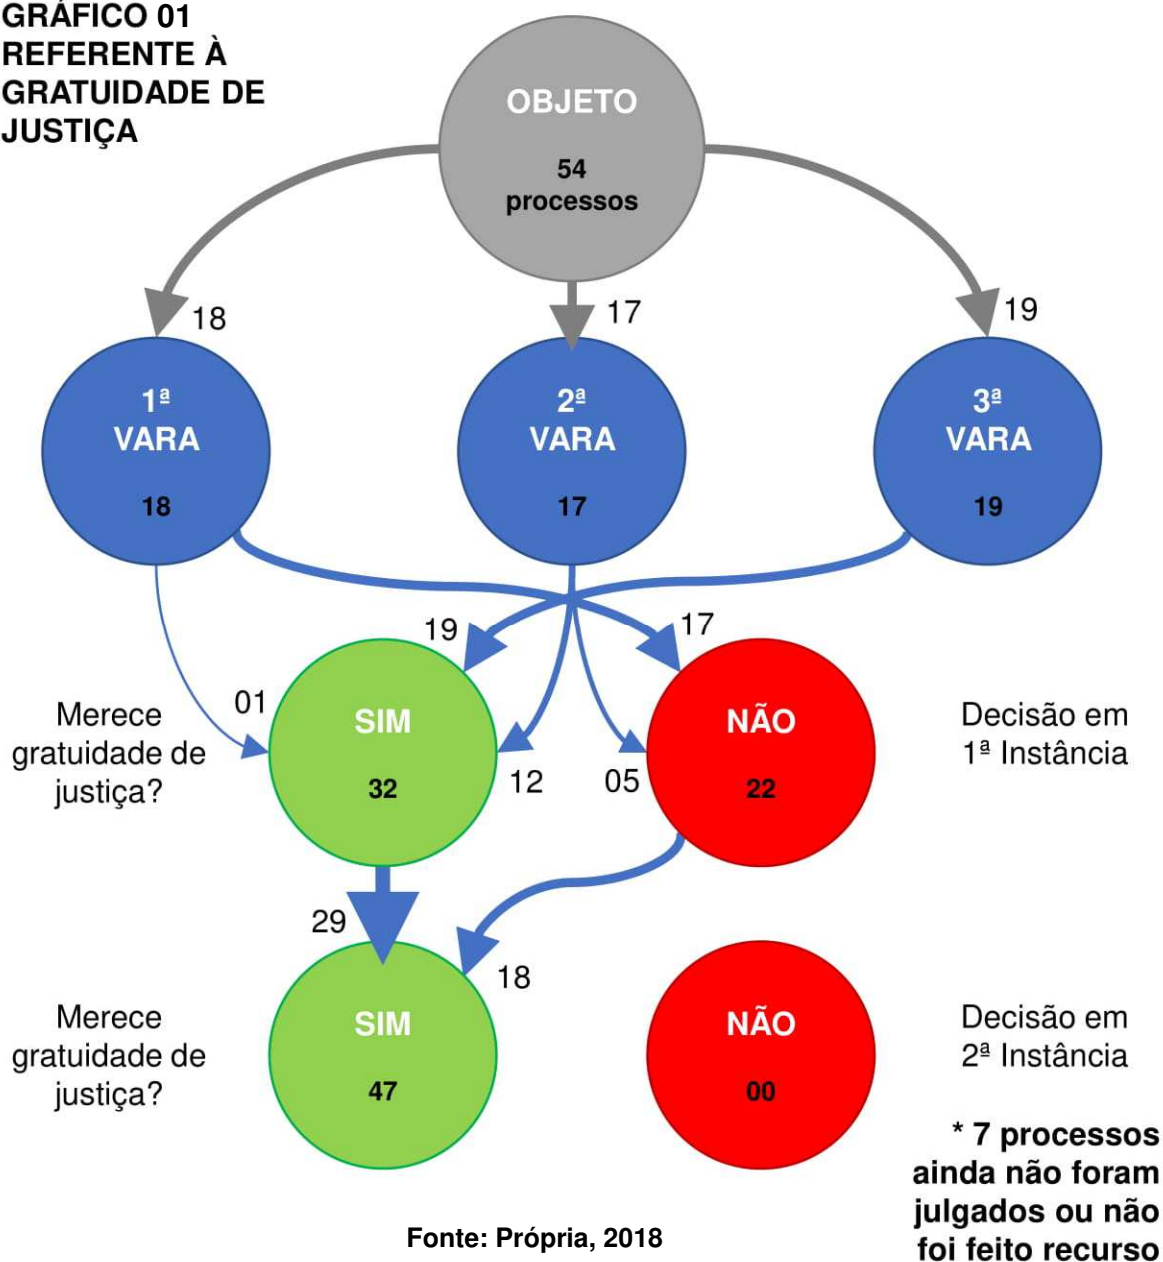 GRÁFICO 01
REFERENTE À
GRATUIDADE DE
JUSTIÇA
OBJETO
54
processos
18
17
19
1ª
VARA
18
2ª
VARA
17
3ª
VARA
19
19
17
01
12
05
Merece
gratuidade de
justiça?
SIM
32
NÃO
22
Decisão em
1ª Instância
29
18
Merece
gratuidade de
justiça?
SIM
47
NÃO
00
Decisão em
2ª Instância
* 7 processos
ainda não foram
julgados ou não
foi feito recurso
Fonte: Própria, 2018